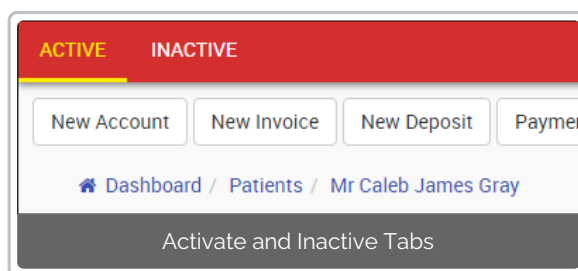 ACTIVE INACTIVE
New Account New Invoice New Deposit Paymen
Dashboard / Patients / Mr Caleb James Gray
Activate and Inactive Tabs